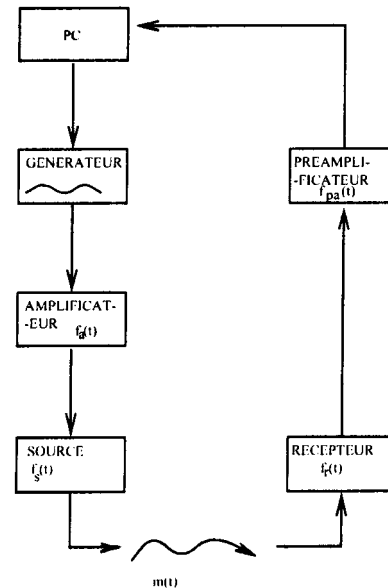 PC
GENERATEUR
AMPLIFICAT-
-EUR fa(t)
SOURCE
fs(t)
m(t)
RECEPTEUR
fr(t)
PREAMPLI-
-FICATEUR
fpa(t)